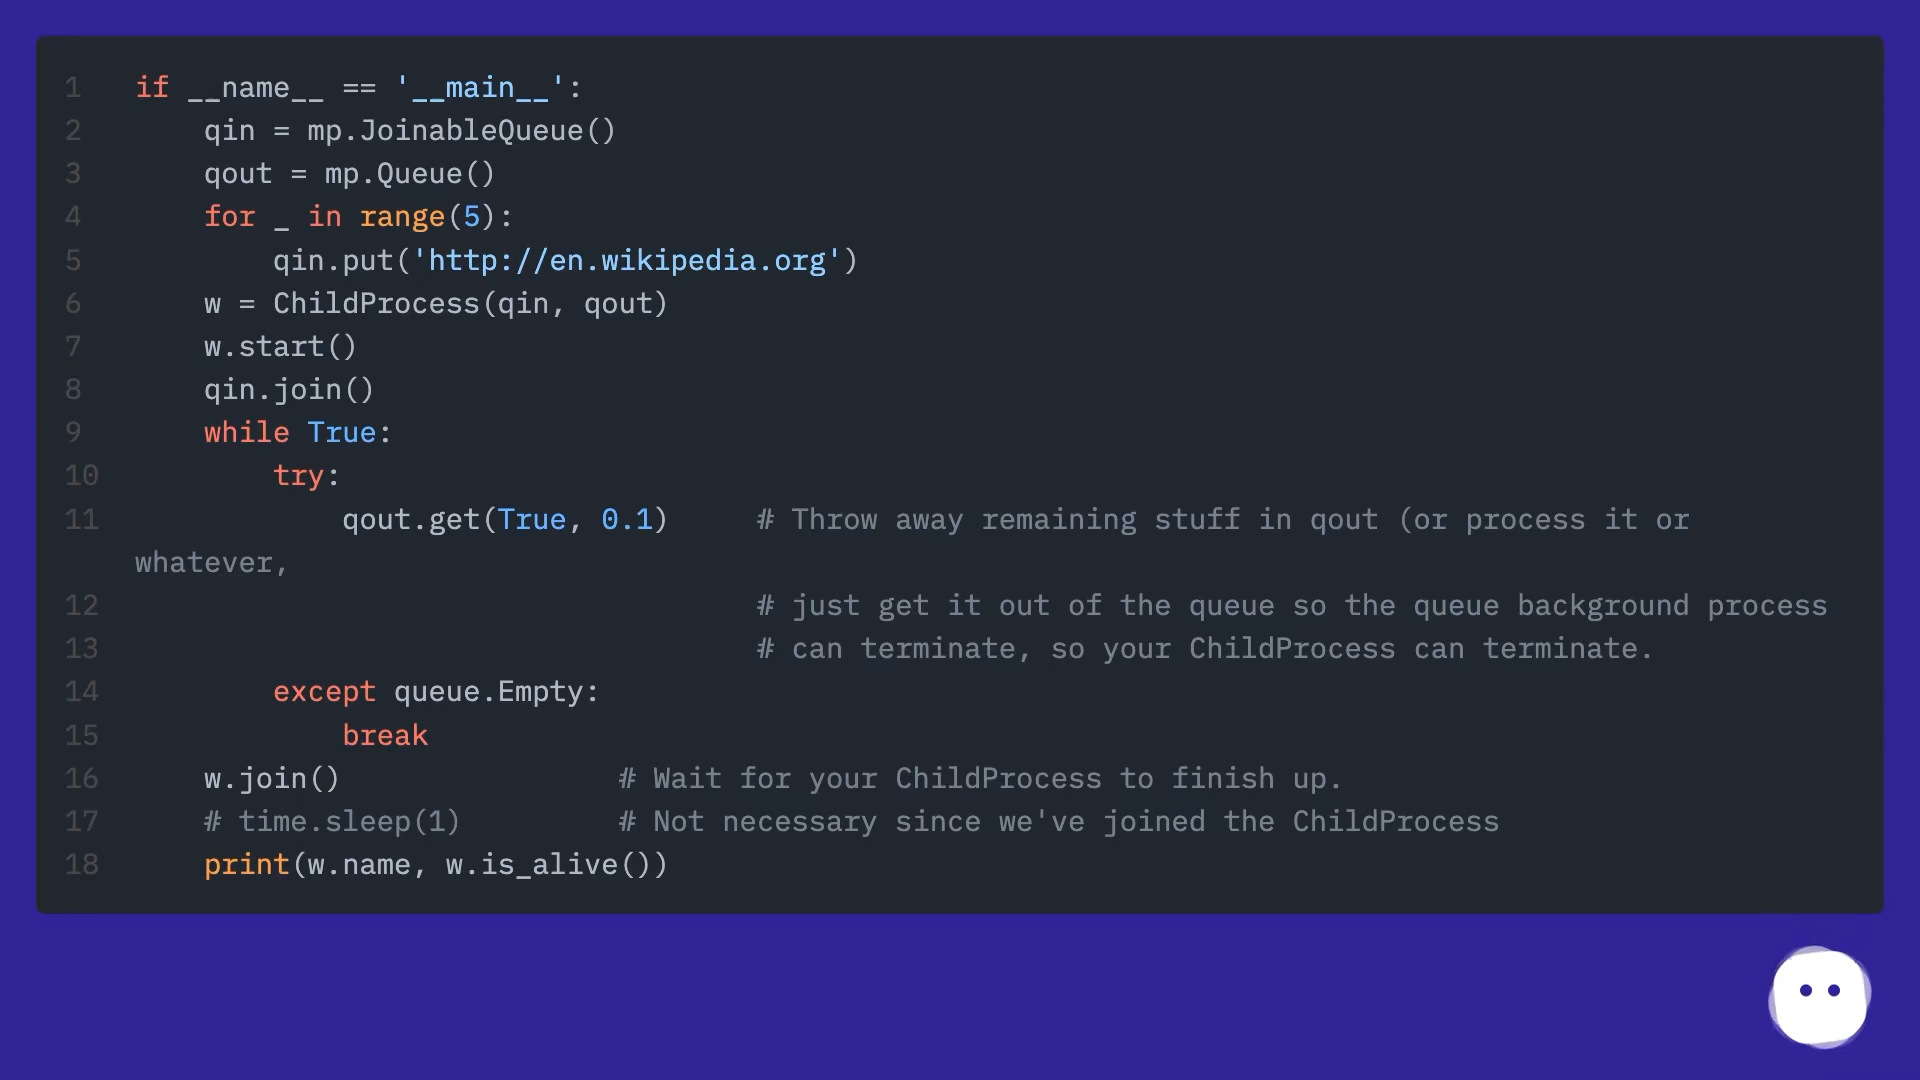 1 if __name__ == '__main__':
2     qin = mp.JoinableQueue()
3     qout = mp.Queue()
4     for _ in range(5):
5         qin.put('http://en.wikipedia.org')
6     w = ChildProcess(qin, qout)
7     w.start()
8     qin.join()
9     while True:
10         try:
11             qout.get(True, 0.1)     # Throw away remaining stuff in qout (or process it or
whatever,
12                                     # just get it out of the queue so the queue background process
13                                     # can terminate, so your ChildProcess can terminate.
14         except queue.Empty:
15             break
16     w.join()                # Wait for your ChildProcess to finish up.
17     # time.sleep(1)         # Not necessary since we've joined the ChildProcess
18     print(w.name, w.is_alive())